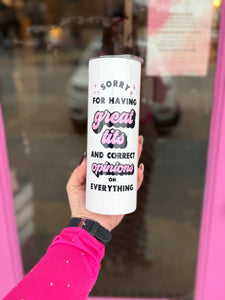 SORRY
FOR HAVING
great
tits
AND CORRECT
opinions
ON
EVERYTHING